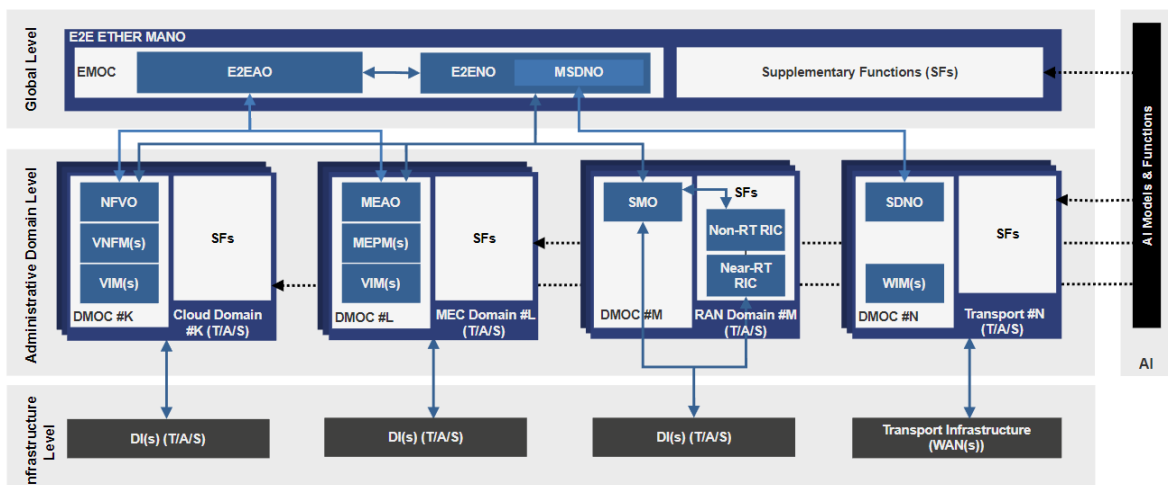 Global Level
E2E ETHER MANO
EMOC
E2EAO
E2ENO
MSDNO
Supplementary Functions (SFs)
AI Models & Functions
AI
Administrative Domain Level
NFVO
VNFM(s)
VIM(s)
SFs
DMOC #K
Cloud Domain
#K (T/A/S)
MEAO
MEPM(s)
VIM(s)
SFs
DMOC #L
MEC Domain #L
(T/A/S)
SMO
SFs
Non-RT RIC
Near-RT
RIC
DMOC #M
RAN Domain #M
(T/A/S)
SDNO
WIM(s)
SFs
DMOC #N
Transport #N
(T/A/S)
Infrastructure
Level
DI(s) (T/A/S)
DI(s) (T/A/S)
DI(s) (T/A/S)
Transport Infrastructure
(WAN(s))